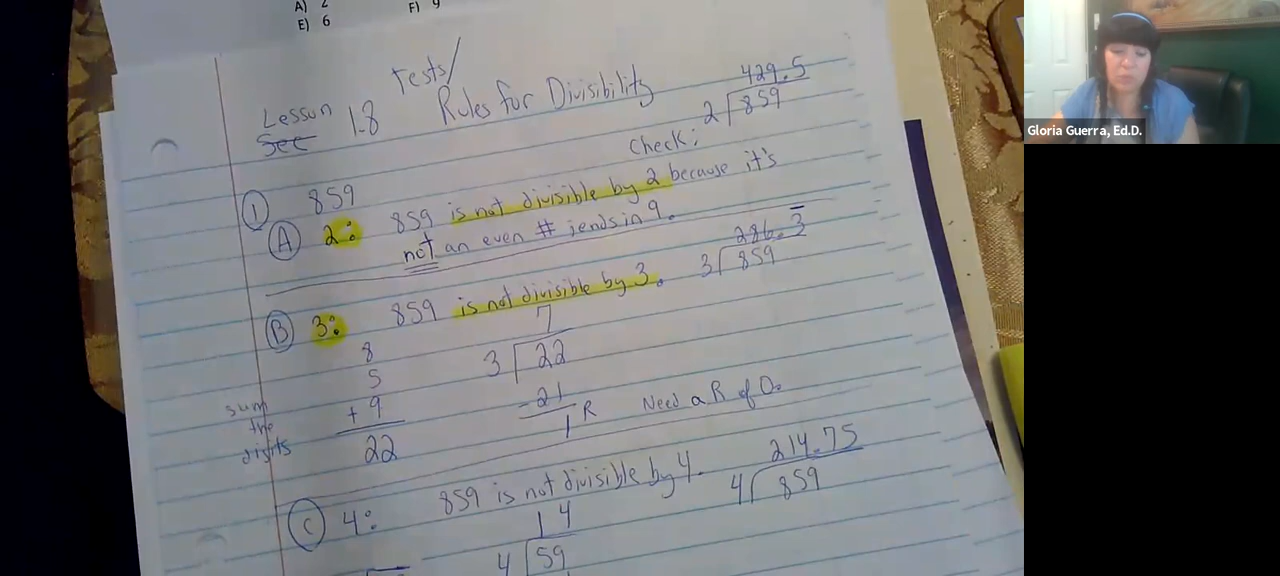 A) 2
F) 9
E) 6
Tests/
Lesson
Sec 1.8 Rules for Divisibility
429.5
2 859
Check:
1 859
A 2: 859 is not divisible by 2 because it's
not an even # ; ends in 9.
286.3
3 859
B 3: 859 is not divisible by 3.
7
3 22
-21
1 R Need a R of 0.
8
5
+ 9
22
sum
the
digits
214.75
4 859
C 4: 859 is not divisible by 4.
14
4 59
Gloria Guerra, Ed.D.